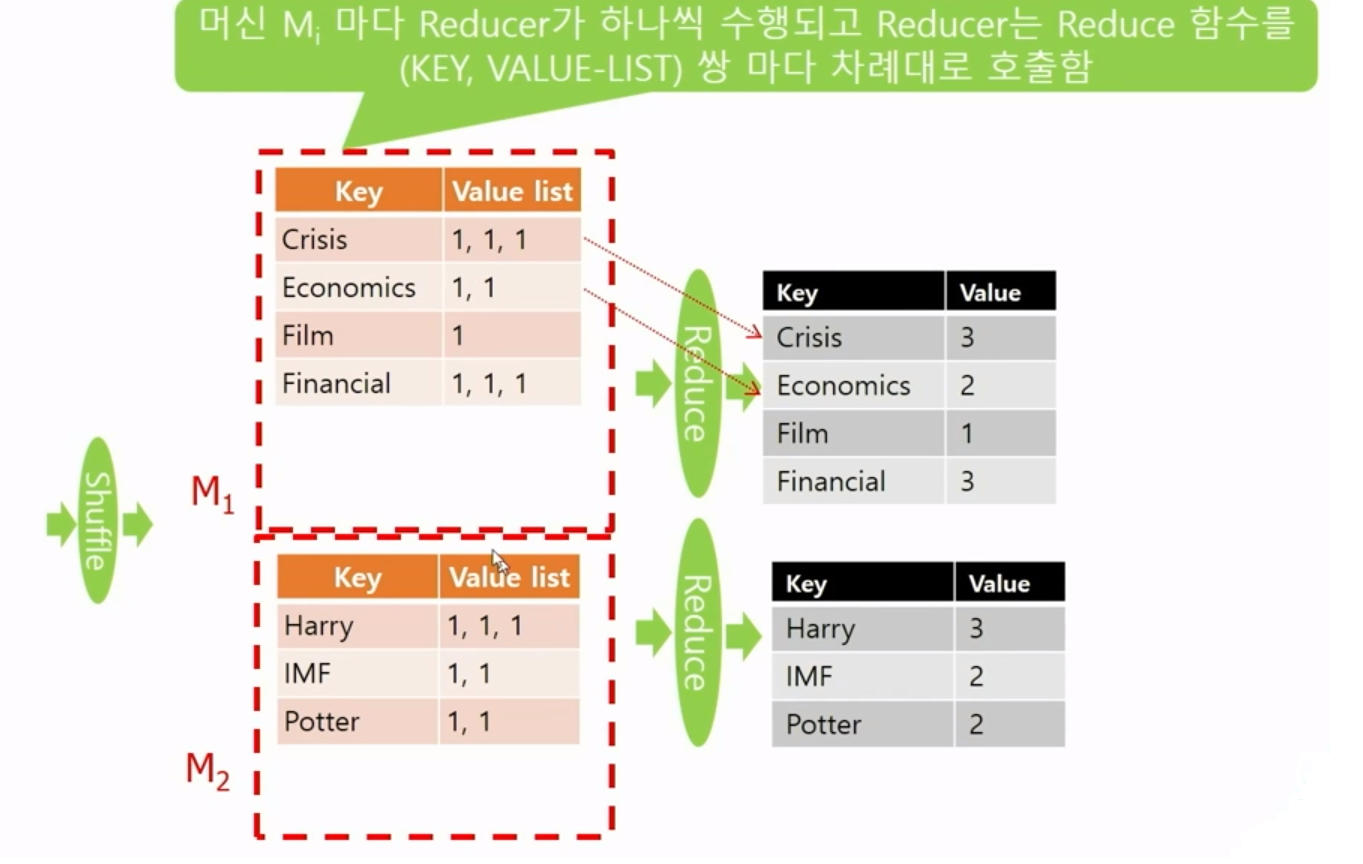 머신 Mi 마다 Reducer가 하나씩 수행되고 Reducer는 Reduce 함수를
(KEY, VALUE-LIST) 쌍 마다 차례대로 호출함
Shuffle
M1
Key Value list
Crisis 1, 1, 1
Economics 1, 1
Film 1
Financial 1, 1, 1
Reduce
Key Value
Crisis 3
Economics 2
Film 1
Financial 3
M2
Key Value list
Harry 1, 1, 1
IMF 1, 1
Potter 1, 1
Reduce
Key Value
Harry 3
IMF 2
Potter 2